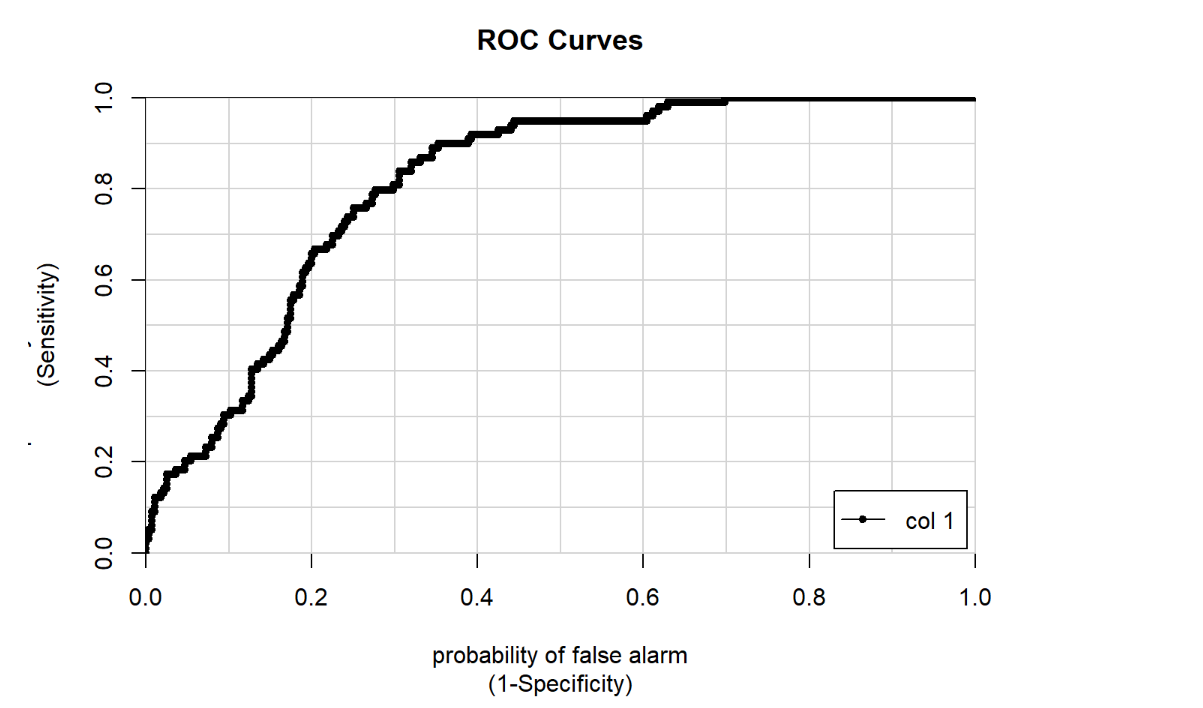 ROC Curves
(Sensitivity)
1.0
0.8
0.6
0.4
0.2
0.0
col 1
0.0 0.2 0.4 0.6 0.8 1.0
probability of false alarm
(1-Specificity)